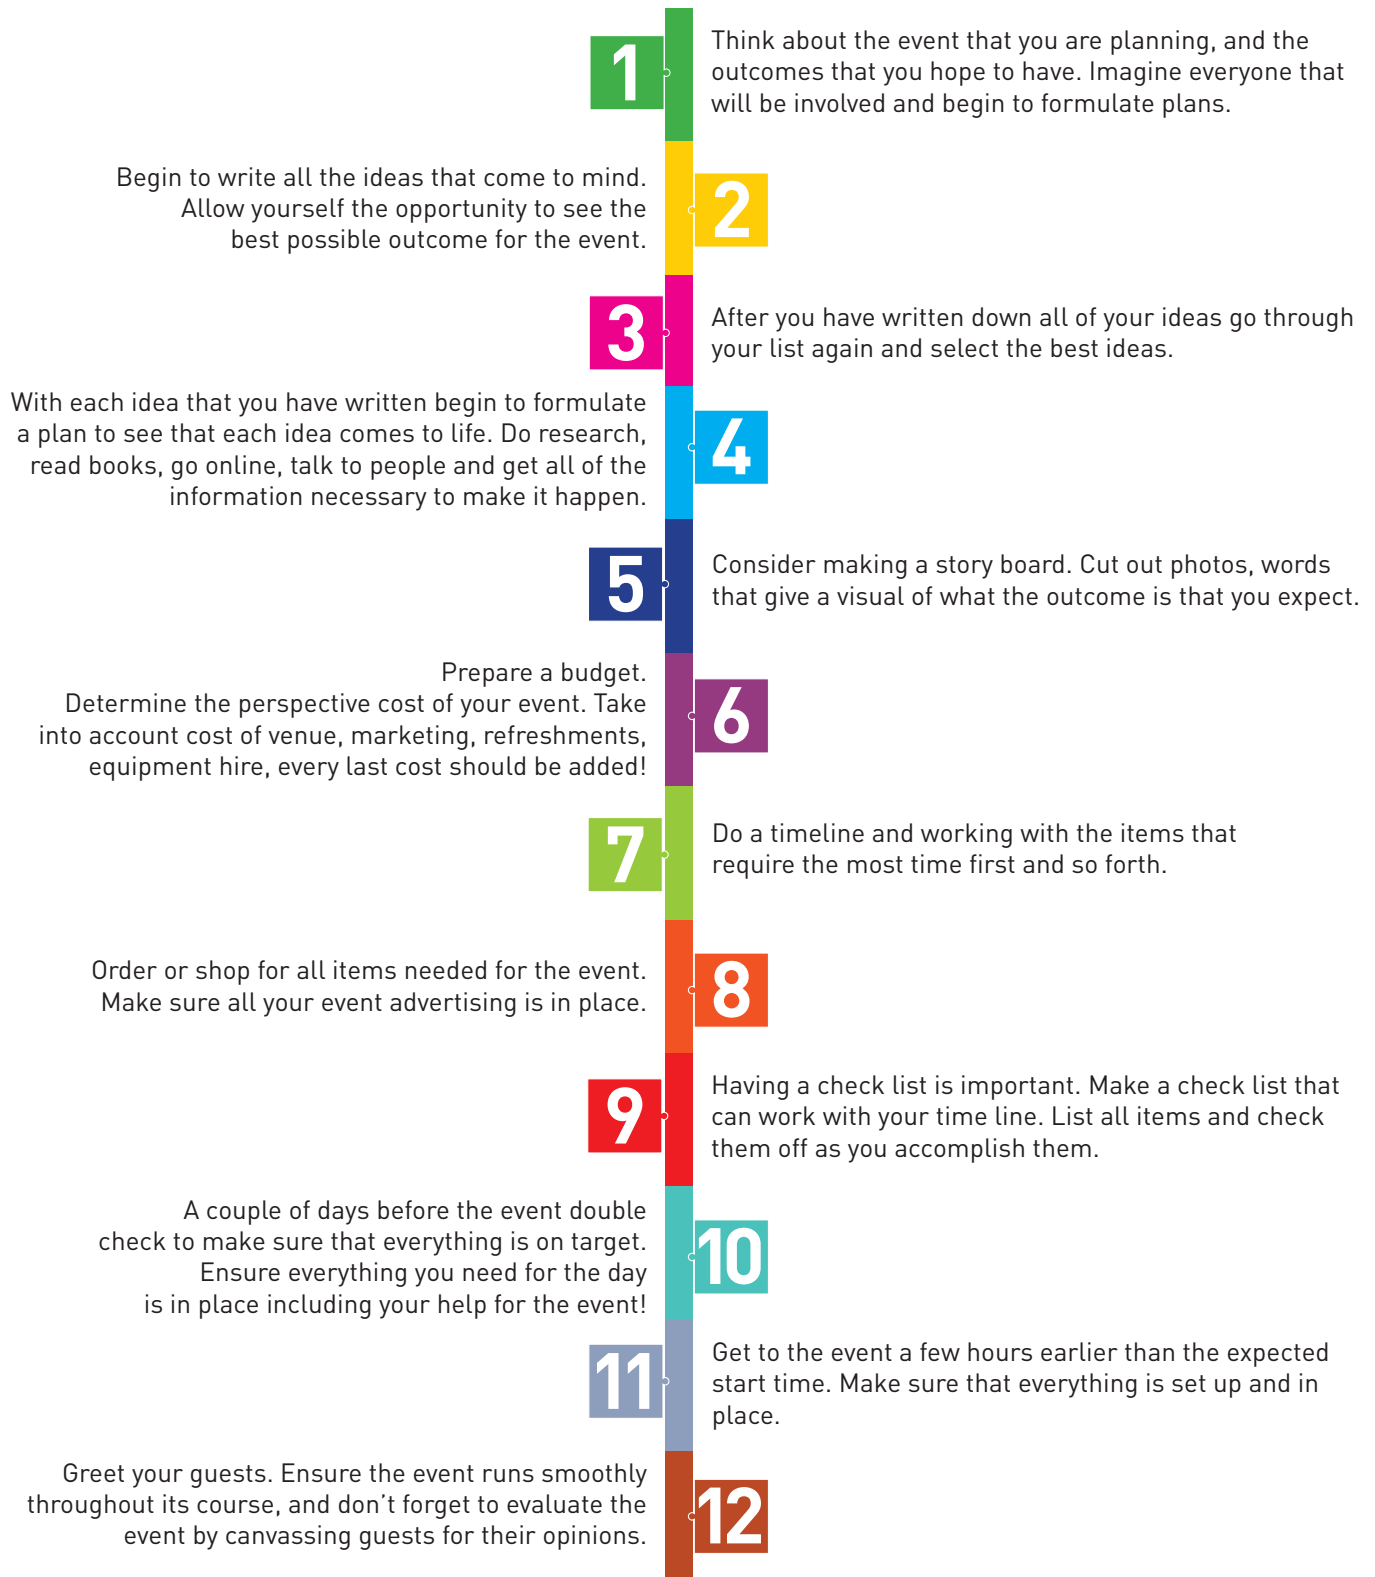 1
Think about the event that you are planning, and the
outcomes that you hope to have. Imagine everyone that
will be involved and begin to formulate plans.
2
Begin to write all the ideas that come to mind.
Allow yourself the opportunity to see the
best possible outcome for the event.
3
After you have written down all of your ideas go through
your list again and select the best ideas.
4
With each idea that you have written begin to formulate
a plan to see that each idea comes to life. Do research,
read books, go online, talk to people and get all of the
information necessary to make it happen.
5
Consider making a story board. Cut out photos, words
that give a visual of what the outcome is that you expect.
6
Prepare a budget.
Determine the perspective cost of your event. Take
into account cost of venue, marketing, refreshments,
equipment hire, every last cost should be added!
7
Do a timeline and working with the items that
require the most time first and so forth.
8
Order or shop for all items needed for the event.
Make sure all your event advertising is in place.
9
Having a check list is important. Make a check list that
can work with your time line. List all items and check
them off as you accomplish them.
10
A couple of days before the event double
check to make sure that everything is on target.
Ensure everything you need for the day
is in place including your help for the event!
11
Get to the event a few hours earlier than the expected
start time. Make sure that everything is set up and in
place.
12
Greet your guests. Ensure the event runs smoothly
throughout its course, and don’t forget to evaluate the
event by canvassing guests for their opinions.